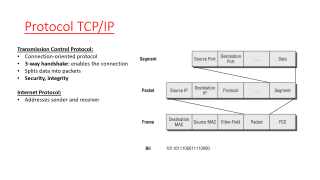 Protocol TCP/IP
Transmission Control Protocol:
• Connection-oriented protocol
• 3-way handshake: enables the connection
• Splits data into packets
• Security, integrity
Internet Protocol:
• Addresses sender and receiver
Segment
Source Port
Destination Port
......
Data
Packet
Source IP
Destination IP
Protocol
......
Segment
Frame
Destination MAC
Source MAC
Ether-Field
Packet
FCS
Bit
1011011100011110000